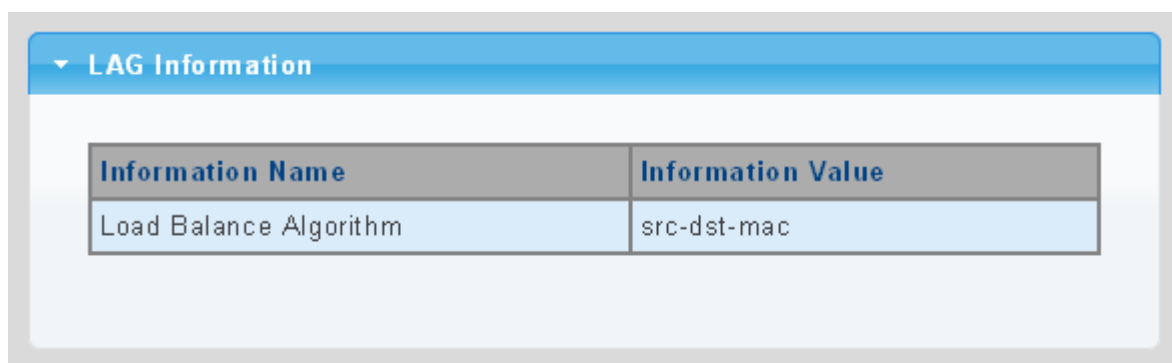 LAG Information
Information Name Information Value
Load Balance Algorithm src-dst-mac